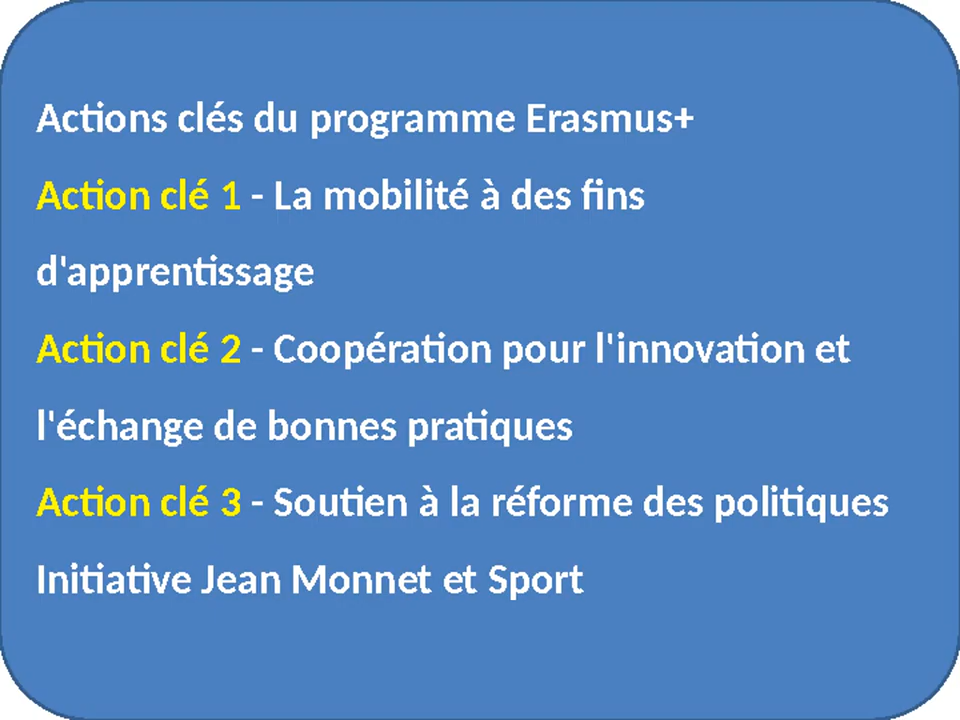 Actions clés du programme Erasmus+
Action clé 1 - La mobilité à des fins
d'apprentissage
Action clé 2 - Coopération pour l'innovation et
l'échange de bonnes pratiques
Action clé 3 - Soutien à la réforme des politiques
Initiative Jean Monnet et Sport